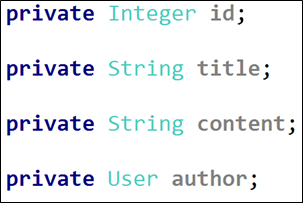 private Integer id;
private String title;
private String content;
private User author;